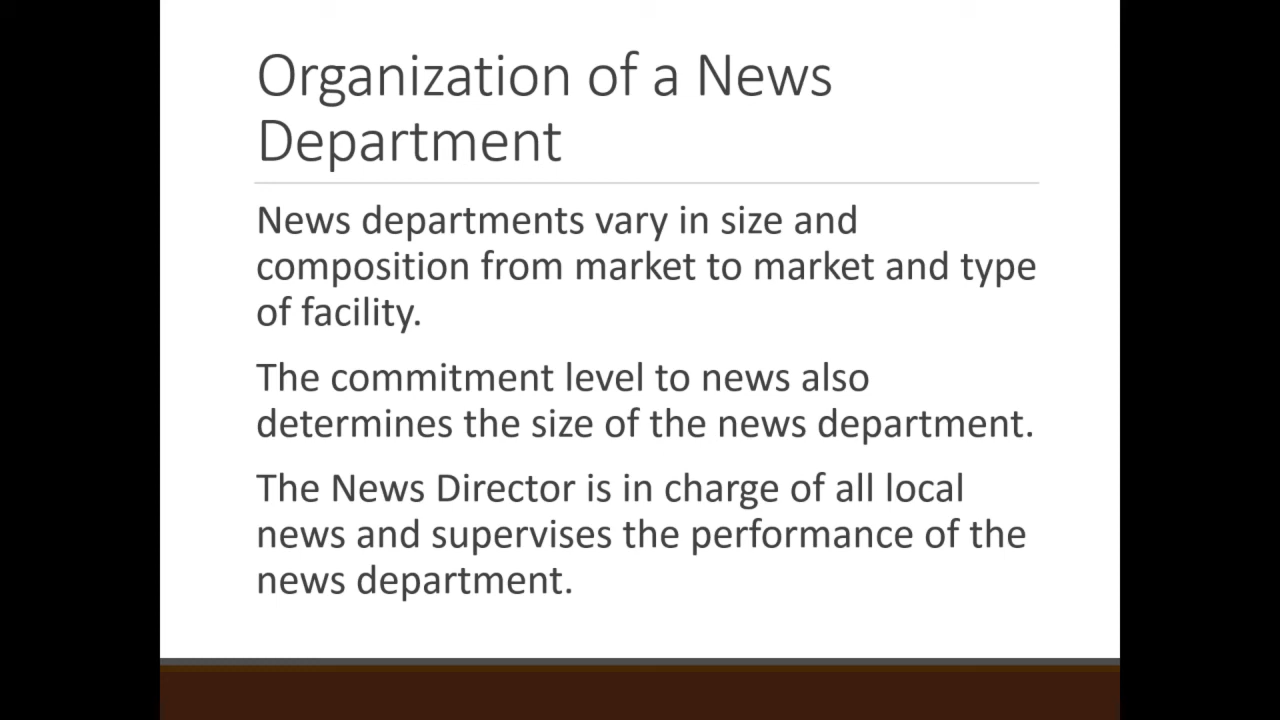 Organization of a News
Department
News departments vary in size and
composition from market to market and type
of facility.
The commitment level to news also
determines the size of the news department.
The News Director is in charge of all local
news and supervises the performance of the
news department.